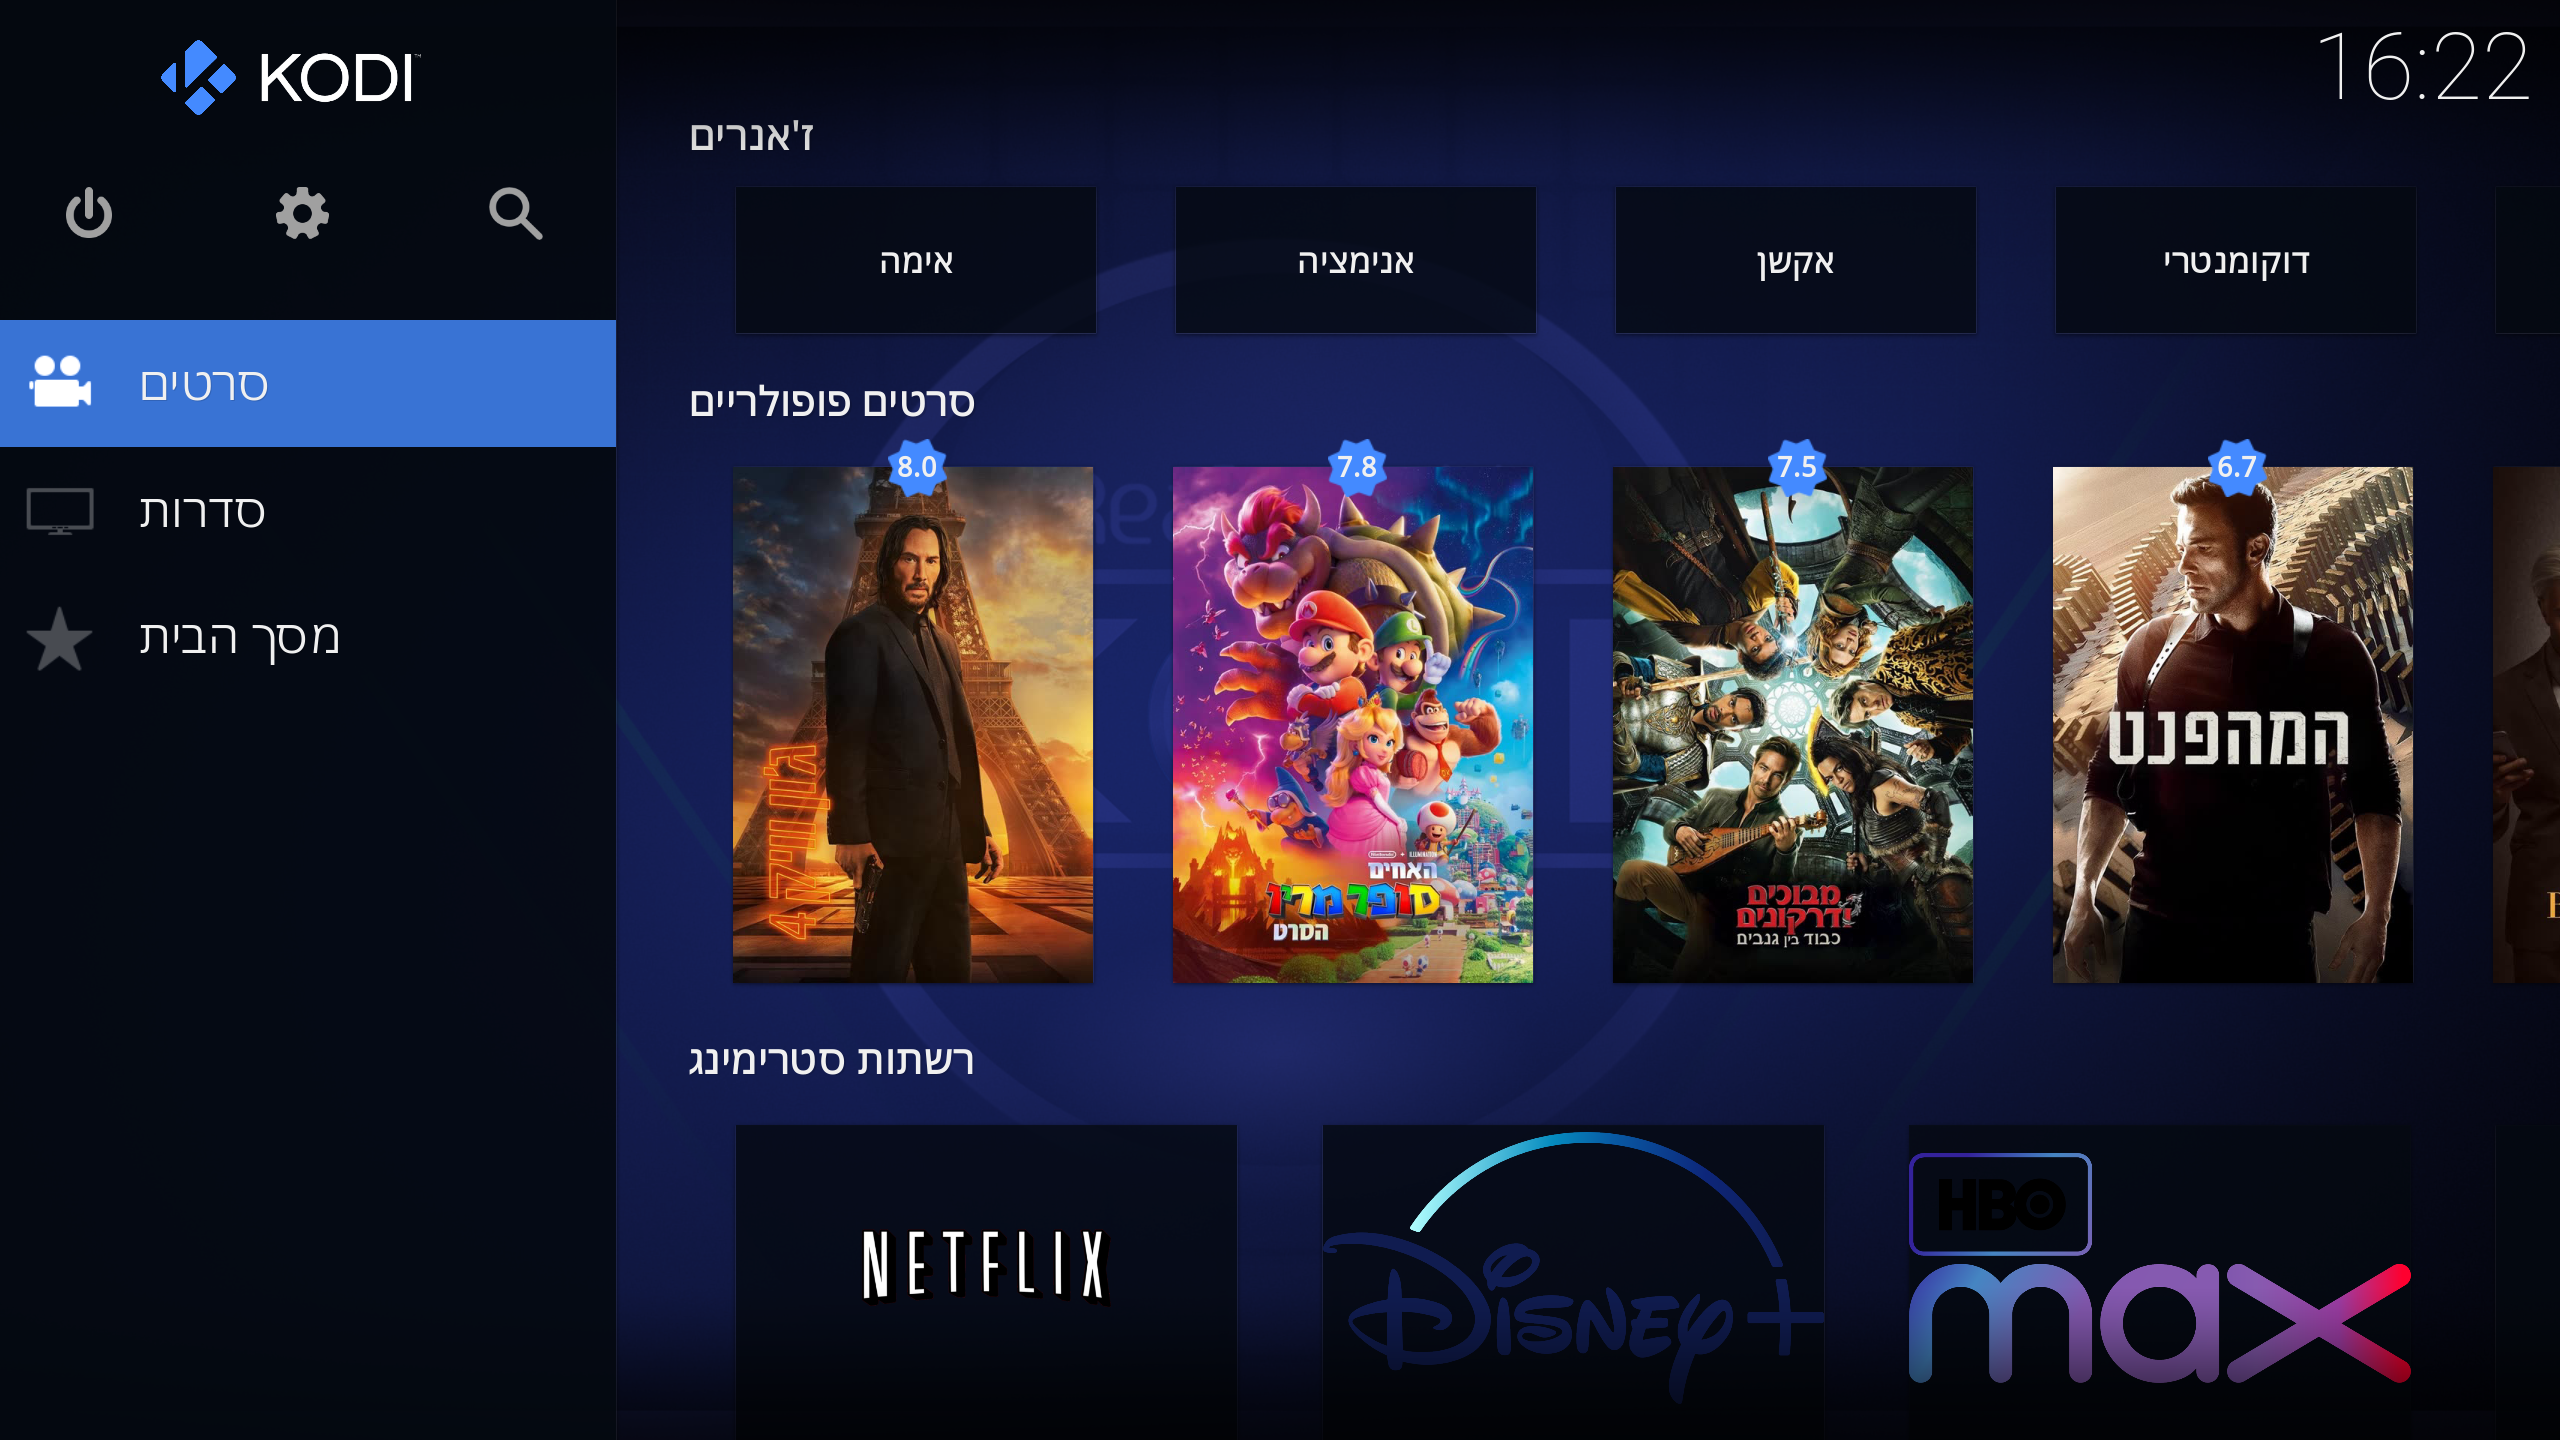 KODI
16:22
סרטים
סדרות
מסך הבית
ז'אנרים
אימה
אנימציה
אקשן
דוקומנטרי
סרטים פופולריים
8.0
7.8
7.5
6.7
ג'ון וויק 4
האחים
סופר מריו
הסרט
מבוכים
ודרקונים
כבוד בין גנבים
המהפנט
רשתות סטרימינג
NETFLIX
Disney+
HBO
max